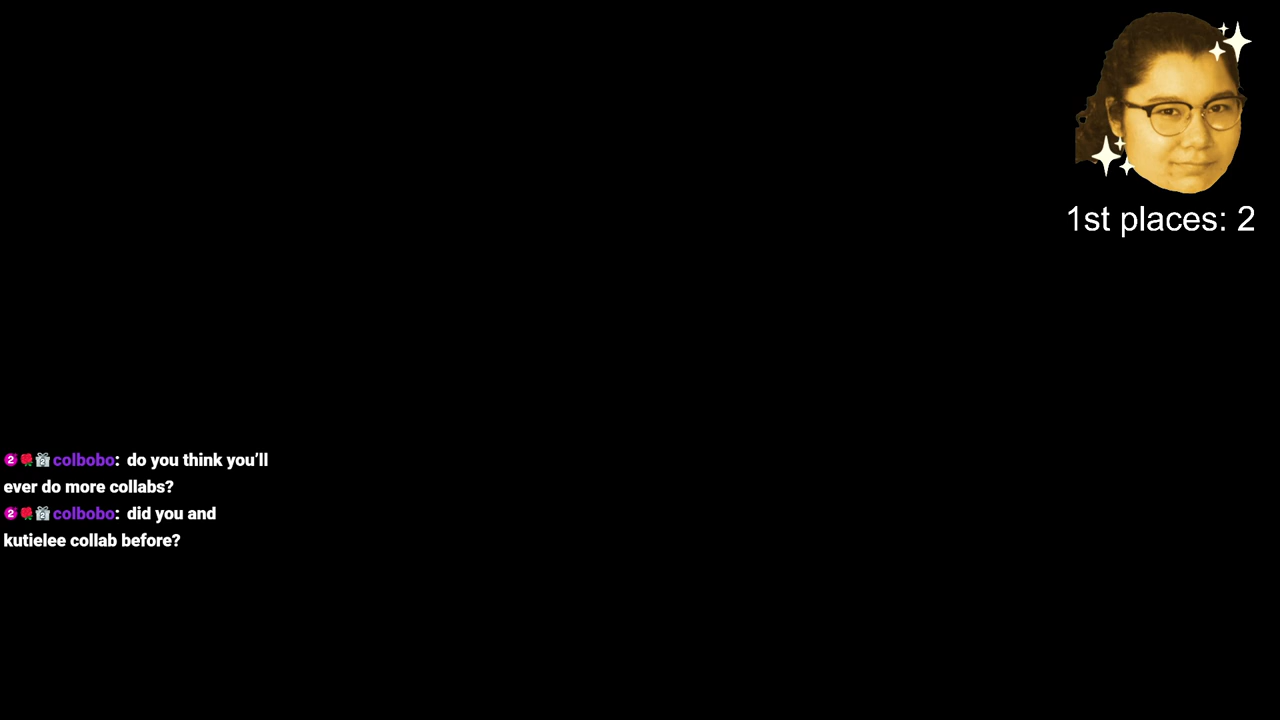 1st places: 2
colbobo: do you think you’ll
ever do more collabs?
colbobo: did you and
kutielee collab before?